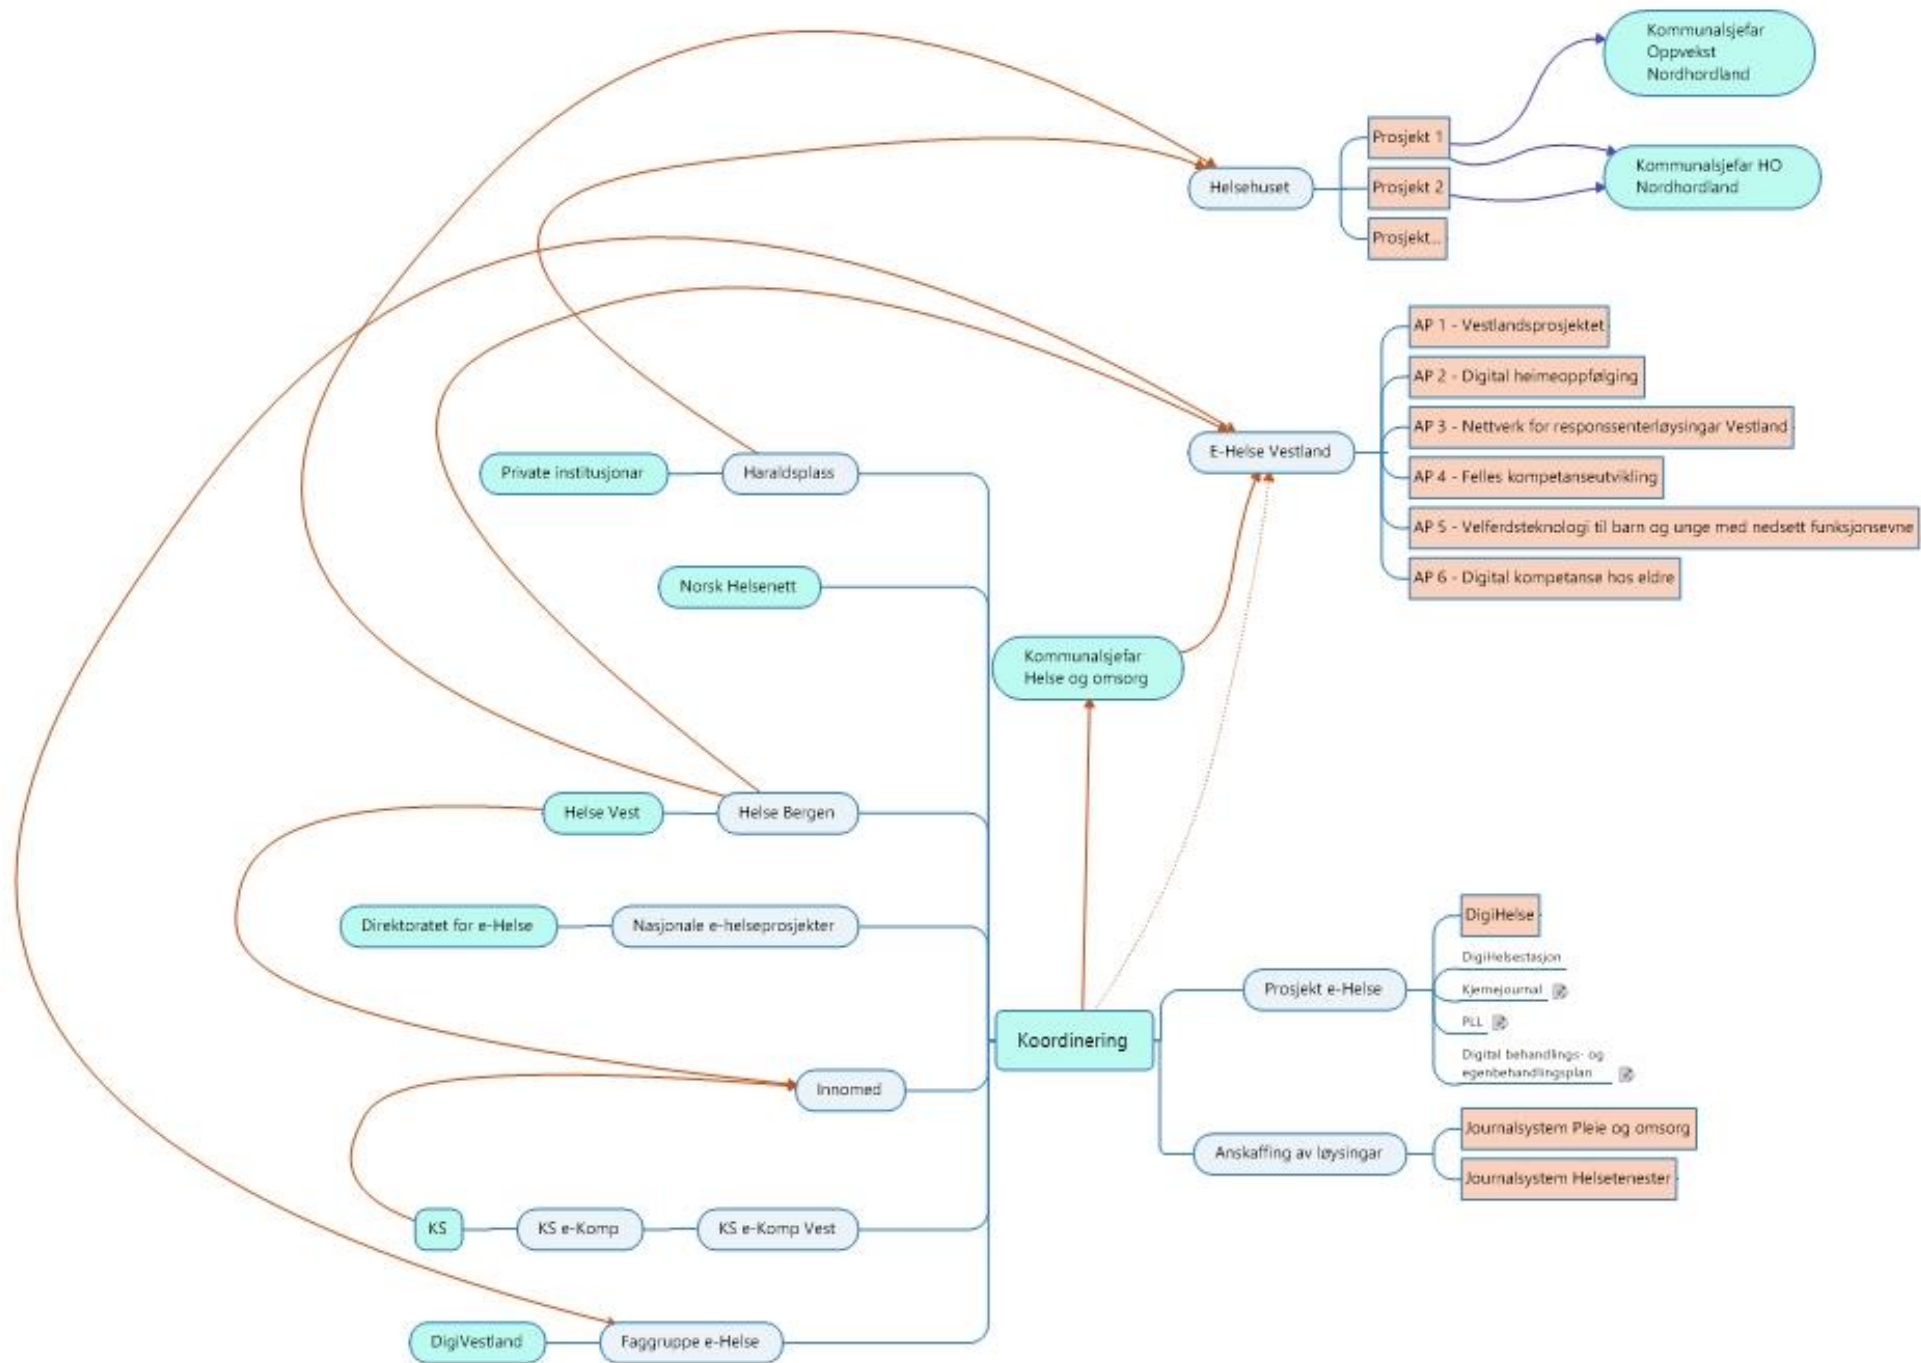 Kommunalsjefar
Oppvekst
Nordhordland
Prosjekt 1
Kommunalsjefar HO
Nordhordland
Helsehuset
Prosjekt 2
Prosjekt...
AP 1 - Vestlandsprosjektet
AP 2 - Digital heimeoppfølging
AP 3 - Nettverk for responssenterløysingar Vestland
E-Helse Vestland
AP 4 - Felles kompetanseutvikling
AP 5 - Velferdsteknologi til barn og unge med nedsett funksjonsevne
AP 6 - Digital kompetanse hos eldre
Private institusjonar
Haraldsplass
Norsk Helsenett
Kommunalsjefar
Helse og omsorg
Helse Vest
Helse Bergen
Direktoratet for e-Helse
Nasjonale e-helseprosjekter
DigiHelse
DigiHelsestasjon
Prosjekt e-Helse
Kjernejournal
PLL
Digital behandlings- og
egenbehandlingsplan
Koordinering
Innomed
Journalsystem Pleie og omsorg
Anskaffing av løysingar
Journalsystem Helsetenester
KS
KS e-Komp
KS e-Komp Vest
DigiVestland
Faggruppe e-Helse